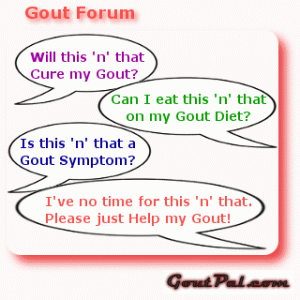 Gout Forum
Will this 'n' that
Cure my Gout?
Can I eat this 'n' that
on my Gout Diet?
Is this 'n' that a
Gout Symptom?
I've no time for this 'n' that.
Please just Help my Gout!
GoutPal.com